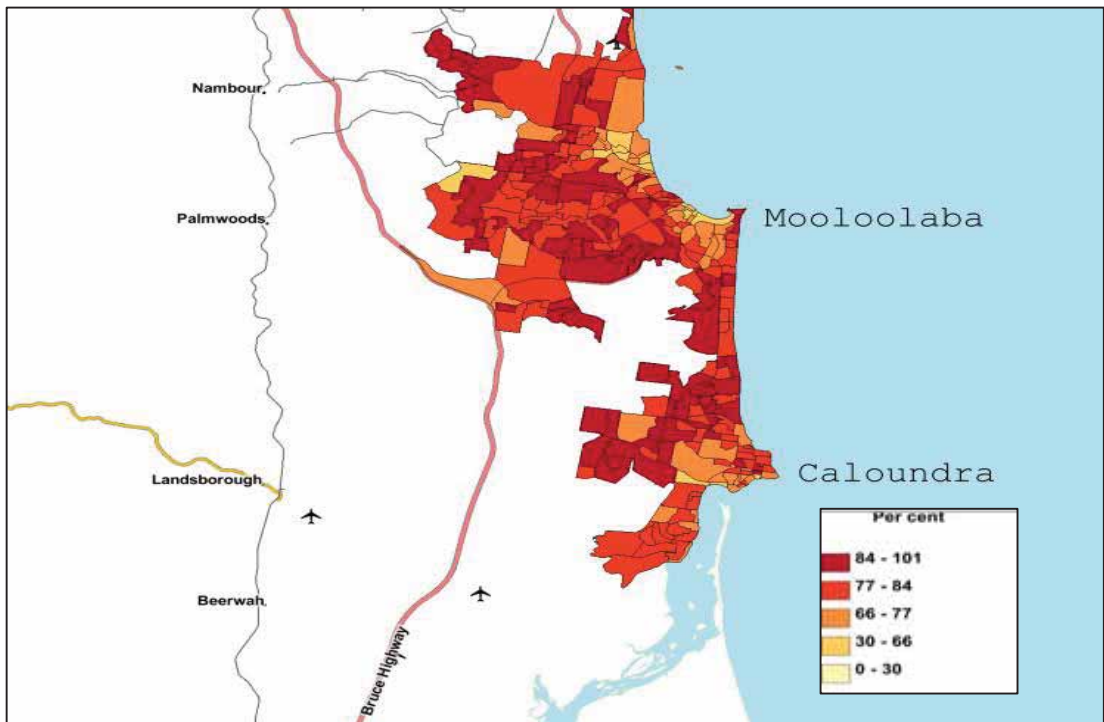 Nambour
Palmwoods
Mooloolaba
Landsborough
Caloundra
Beerwah
Bruce Highway
Per cent
84 - 101
77 - 84
66 - 77
30 - 66
0 - 30